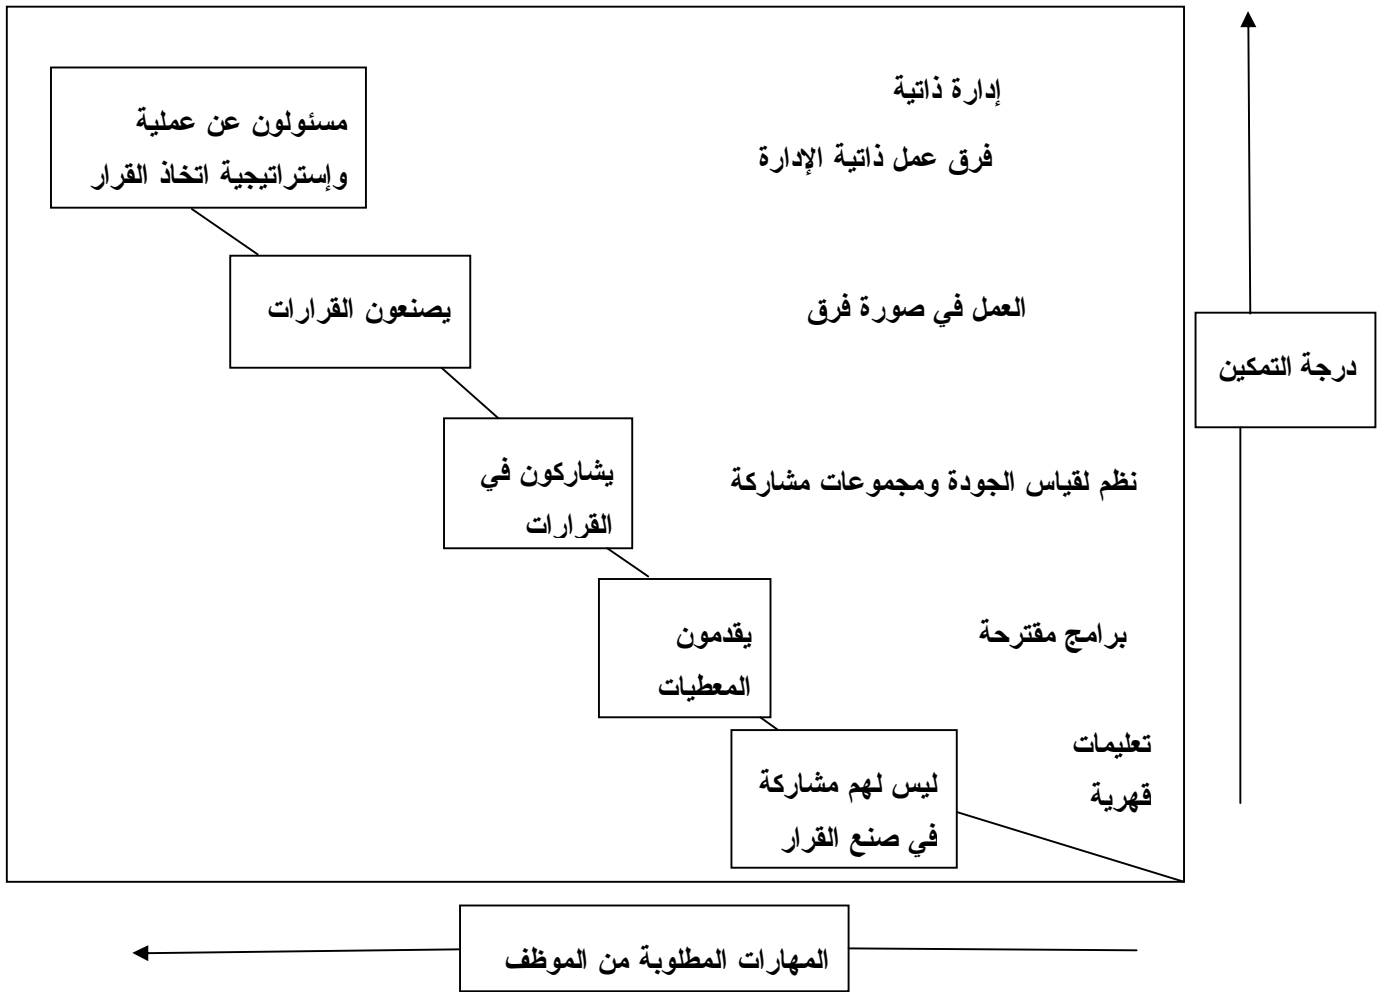 إدارة ذاتية
مسئولون عن عملية
وإستراتيجية اتخاذ القرار
فرق عمل ذاتية الإدارة
العمل في صورة فرق
يصنعون القرارات
درجة التمكين
نظم لقياس الجودة ومجموعات مشاركة
يشاركون في
القرارات
برامج مقترحة
يقدمون
المعطيات
تعليمات
قهرية
ليس لهم مشاركة
في صنع القرار
المهارات المطلوبة من الموظف